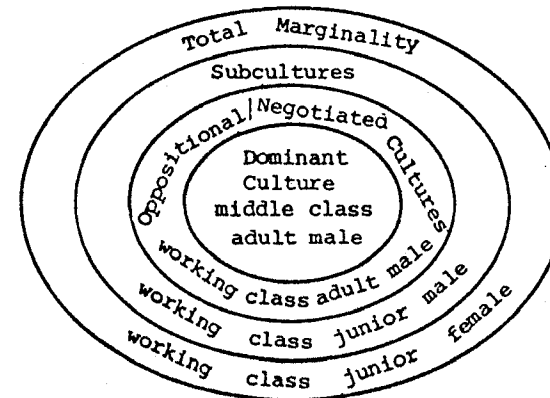 Total Marginality
Subcultures
Oppositional/Negotiated Cultures
Dominant
Culture
middle class
adult male
working class adult male
working class junior male
working class junior female